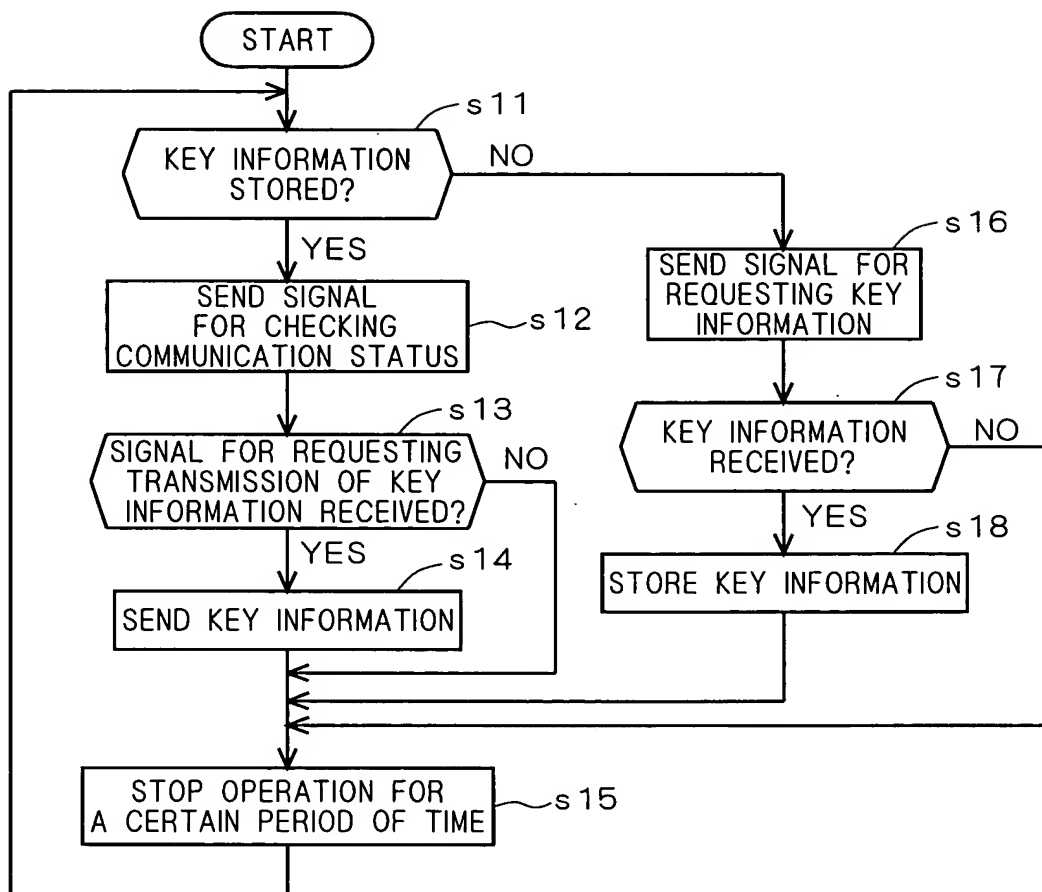 START
s11
KEY INFORMATION
STORED?
NO
YES
s16
SEND SIGNAL FOR
REQUESTING KEY
INFORMATION
SEND SIGNAL
FOR CHECKING
COMMUNICATION STATUS
s12
s17
KEY INFORMATION
RECEIVED?
NO
s13
SIGNAL FOR REQUESTING
TRANSMISSION OF KEY
INFORMATION RECEIVED?
NO
YES
YES
s18
STORE KEY INFORMATION
s14
SEND KEY INFORMATION
STOP OPERATION FOR
A CERTAIN PERIOD OF TIME
s15